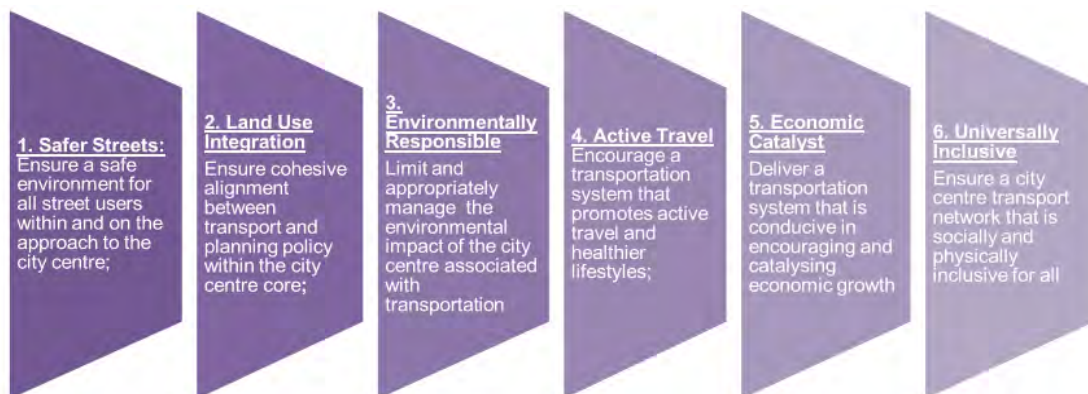 1. Safer Streets:
Ensure a safe
environment for
all street users
within and on the
approach to the
city centre;
2. Land Use
Integration
Ensure cohesive
alignment
between
transport and
planning policy
within the city
centre core;
3.
Environmentally
Responsible
Limit and
appropriately
manage the
environmental
impact of the city
centre associated
with
transportation
4. Active Travel
Encourage a
transportation
system that
promotes active
travel and
healthier
lifestyles;
5. Economic
Catalyst
Deliver a
transportation
system that is
conducive in
encouraging and
catalysing
economic growth
6. Universally
Inclusive
Ensure a city
centre transport
network that is
socially and
physically
inclusive for all